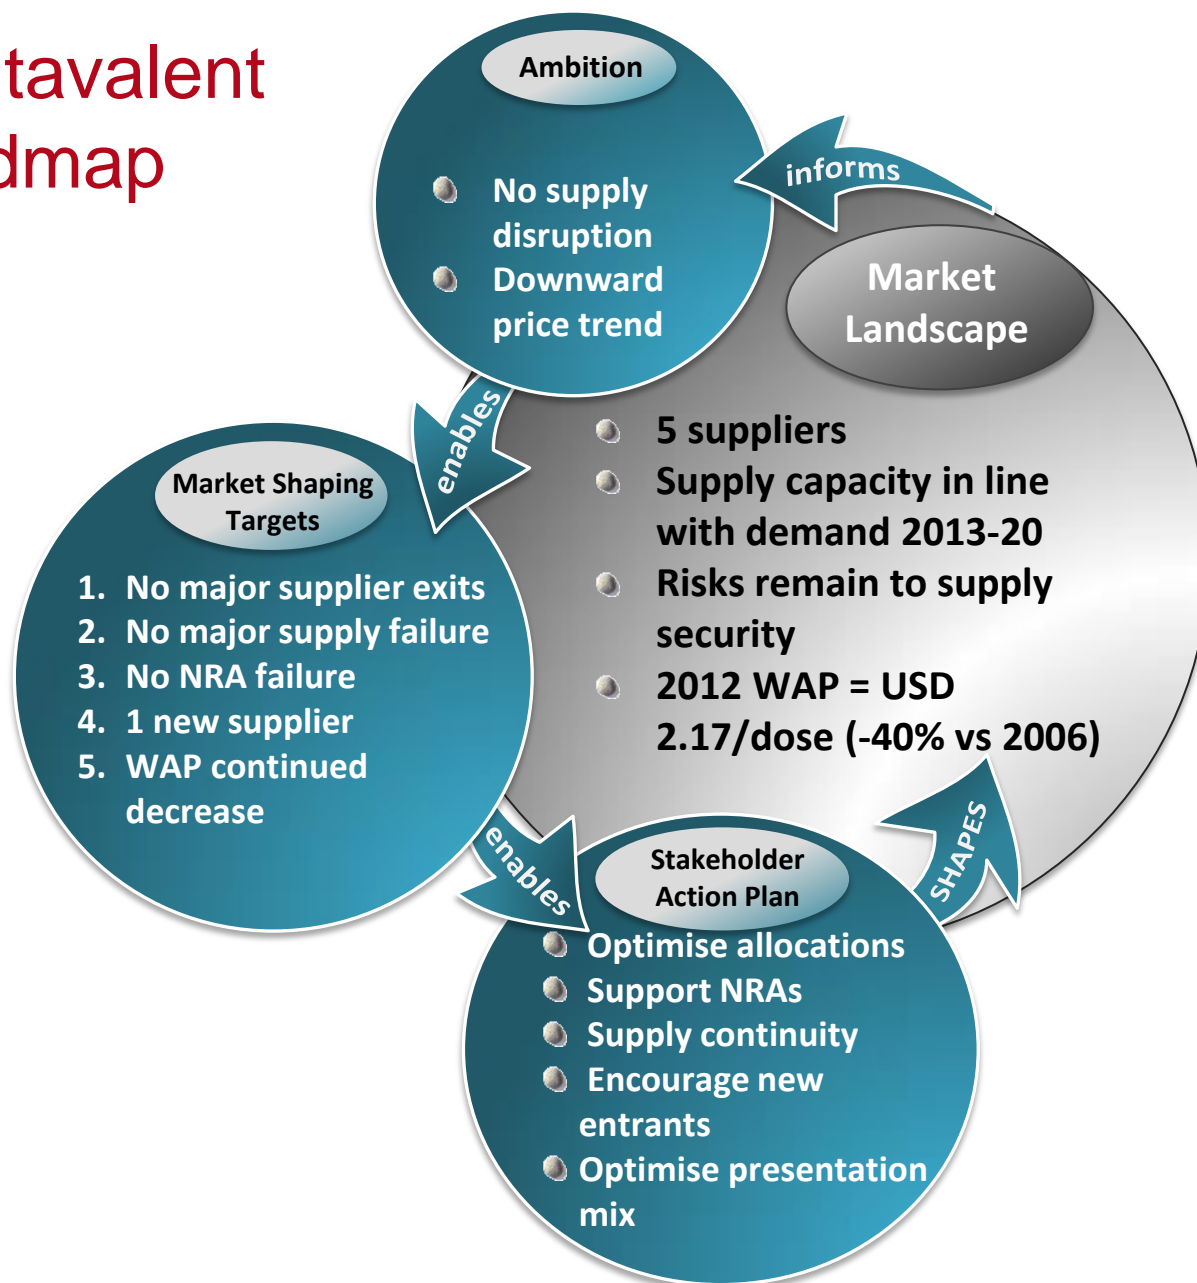 tavalent
dmap
Ambition
No supply
disruption
Downward
price trend
informs
Market
Landscape
5 suppliers
Supply capacity in line
with demand 2013-20
Risks remain to supply
security
2012 WAP = USD
2.17/dose (-40% vs 2006)
enables
Market Shaping
Targets
1. No major supplier exits
2. No major supply failure
3. No NRA failure
4. 1 new supplier
5. WAP continued
decrease
enables
Stakeholder
Action Plan
Optimise allocations
Support NRAs
Supply continuity
Encourage new
entrants
Optimise presentation
mix
SHAPES